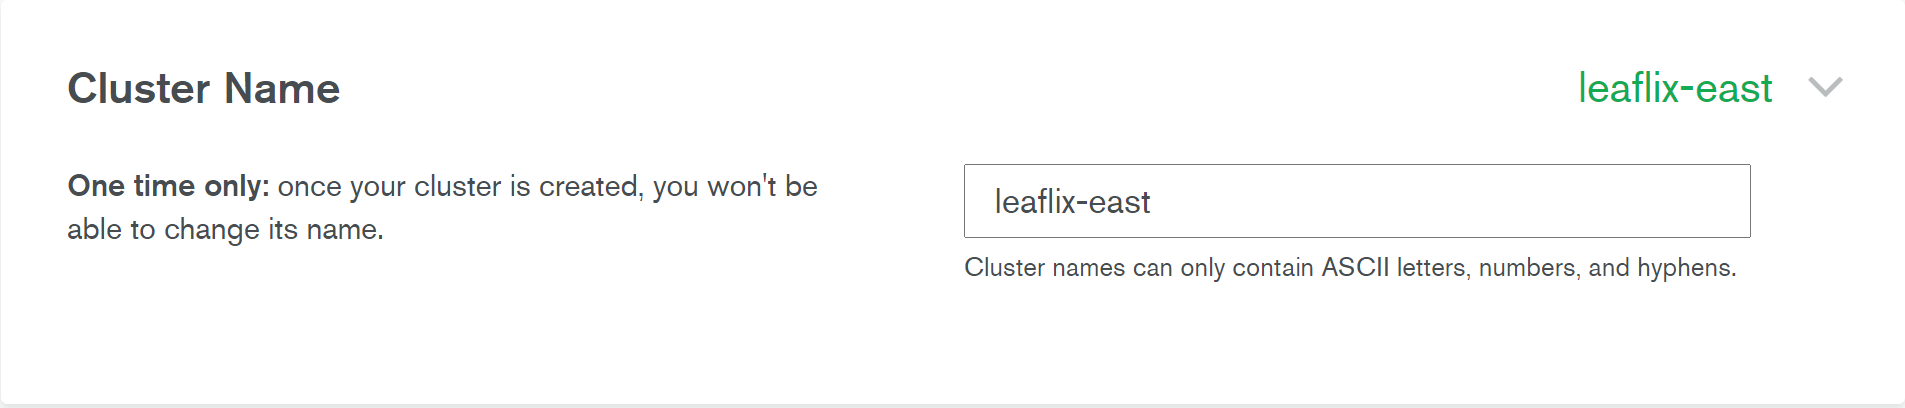 Cluster Name
leaflix-east
One time only: once your cluster is created, you won't be
able to change its name.
leaflix-east
Cluster names can only contain ASCII letters, numbers, and hyphens.